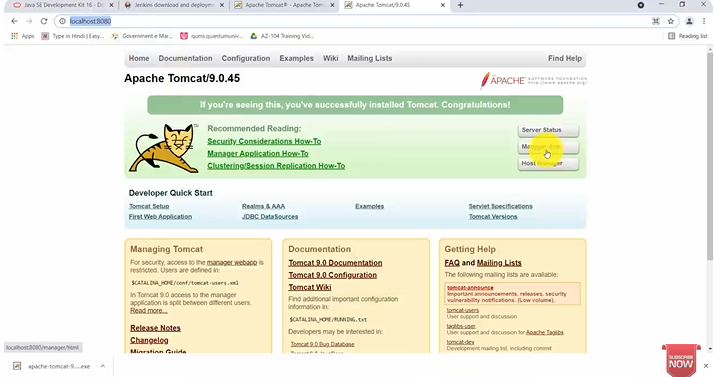 Java SE Development Kit 16 - Do
Jenkins download and deployme
Apache Tomcat® - Apache Tomc
Apache Tomcat/9.0.45
localhost:8080
Apps
Type in Hindi | Easy...
Government e Mar...
qums.quantumuniv...
AZ-104 Training Vid...
Reading list
Home Documentation Configuration Examples Wiki Mailing Lists Find Help
Apache Tomcat/9.0.45
APACHE
SOFTWARE FOUNDATION
http://www.apache.org/
If you're seeing this, you've successfully installed Tomcat. Congratulations!
TM
Recommended Reading:
Security Considerations How-To
Manager Application How-To
Clustering/Session Replication How-To
Server Status
Manager App
Host Manager
Developer Quick Start
Tomcat Setup
First Web Application
Realms & AAA
JDBC DataSources
Examples
Servlet Specifications
Tomcat Versions
Managing Tomcat
For security, access to the manager webapp is
restricted. Users are defined in:
$CATALINA_HOME/conf/tomcat-users.xml
In Tomcat 9.0 access to the manager
application is split between different users.
Read more...
Release Notes
Changelog
Migration Guide
Documentation
Tomcat 9.0 Documentation
Tomcat 9.0 Configuration
Tomcat Wiki
Find additional important configuration
information in:
$CATALINA_HOME/RUNNING.txt
Developers may be interested in:
Tomcat 9.0 Bug Database
Getting Help
FAQ and Mailing Lists
The following mailing lists are available:
tomcat-announce
Important announcements, releases, security
vulnerability notifications. (Low volume).
tomcat-users
User support and discussion
taglibs-user
User support and discussion for Apache Taglibs
tomcat-dev
Development mailing list, including commit
localhost:8080/manager/html
apache-tomcat-9....exe
SUBSCRIBE
NOW